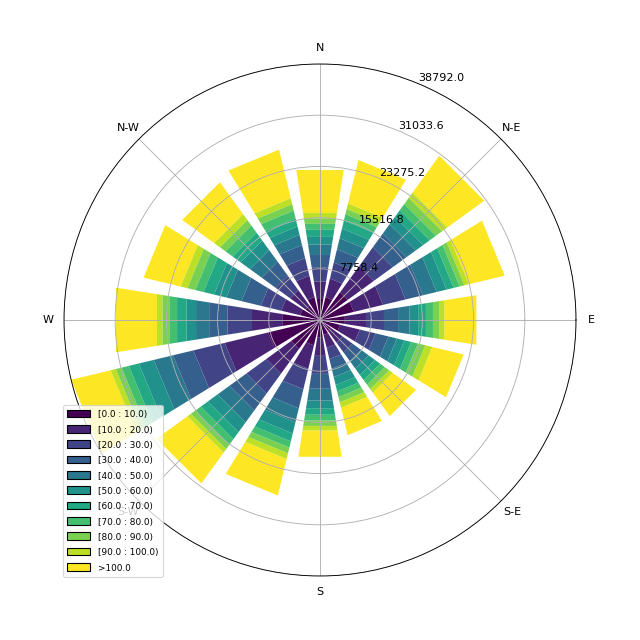 N
38792.0
N-W
31033.6
N-E
23275.2
15516.8
7758.4
W
E
[0.0 : 10.0)
[10.0 : 20.0)
[20.0 : 30.0)
[30.0 : 40.0)
[40.0 : 50.0)
[50.0 : 60.0)
[60.0 : 70.0)
[70.0 : 80.0)
[80.0 : 90.0)
[90.0 : 100.0)
>100.0
S-W
S-E
S